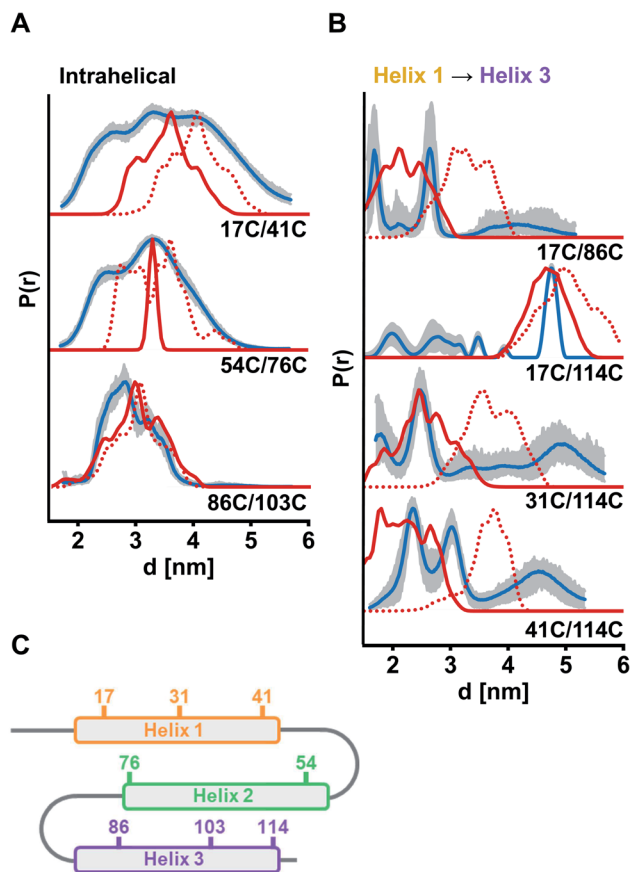 A
Intrahelical
P(r)
17C/41C
54C/76C
86C/103C
2 3 4 5 6
d [nm]
B
Helix 1 → Helix 3
P(r)
17C/86C
17C/114C
31C/114C
41C/114C
2 3 4 5 6
d [nm]
C
17 31 41
Helix 1
76 54
Helix 2
86 103 114
Helix 3